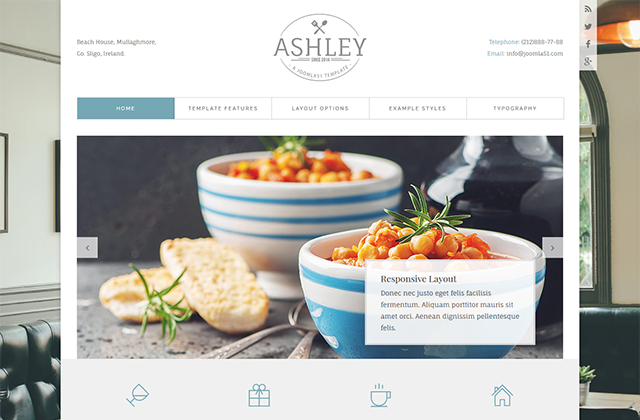 Beach House, Mullaghmore,
Co. Sligo, Ireland.
ASHLEY
SINCE 2014
A JOOMLA51 TEMPLATE
Telephone: (212)888-77-88
Email: info@joomla51.com
HOME
TEMPLATE FEATURES
LAYOUT OPTIONS
EXAMPLE STYLES
TYPOGRAPHY
Responsive Layout
Donec nec justo eget felis facilisis
fermentum. Aliquam porttitor mauris sit
amet orci. Aenean dignissim pellentesque
felis.